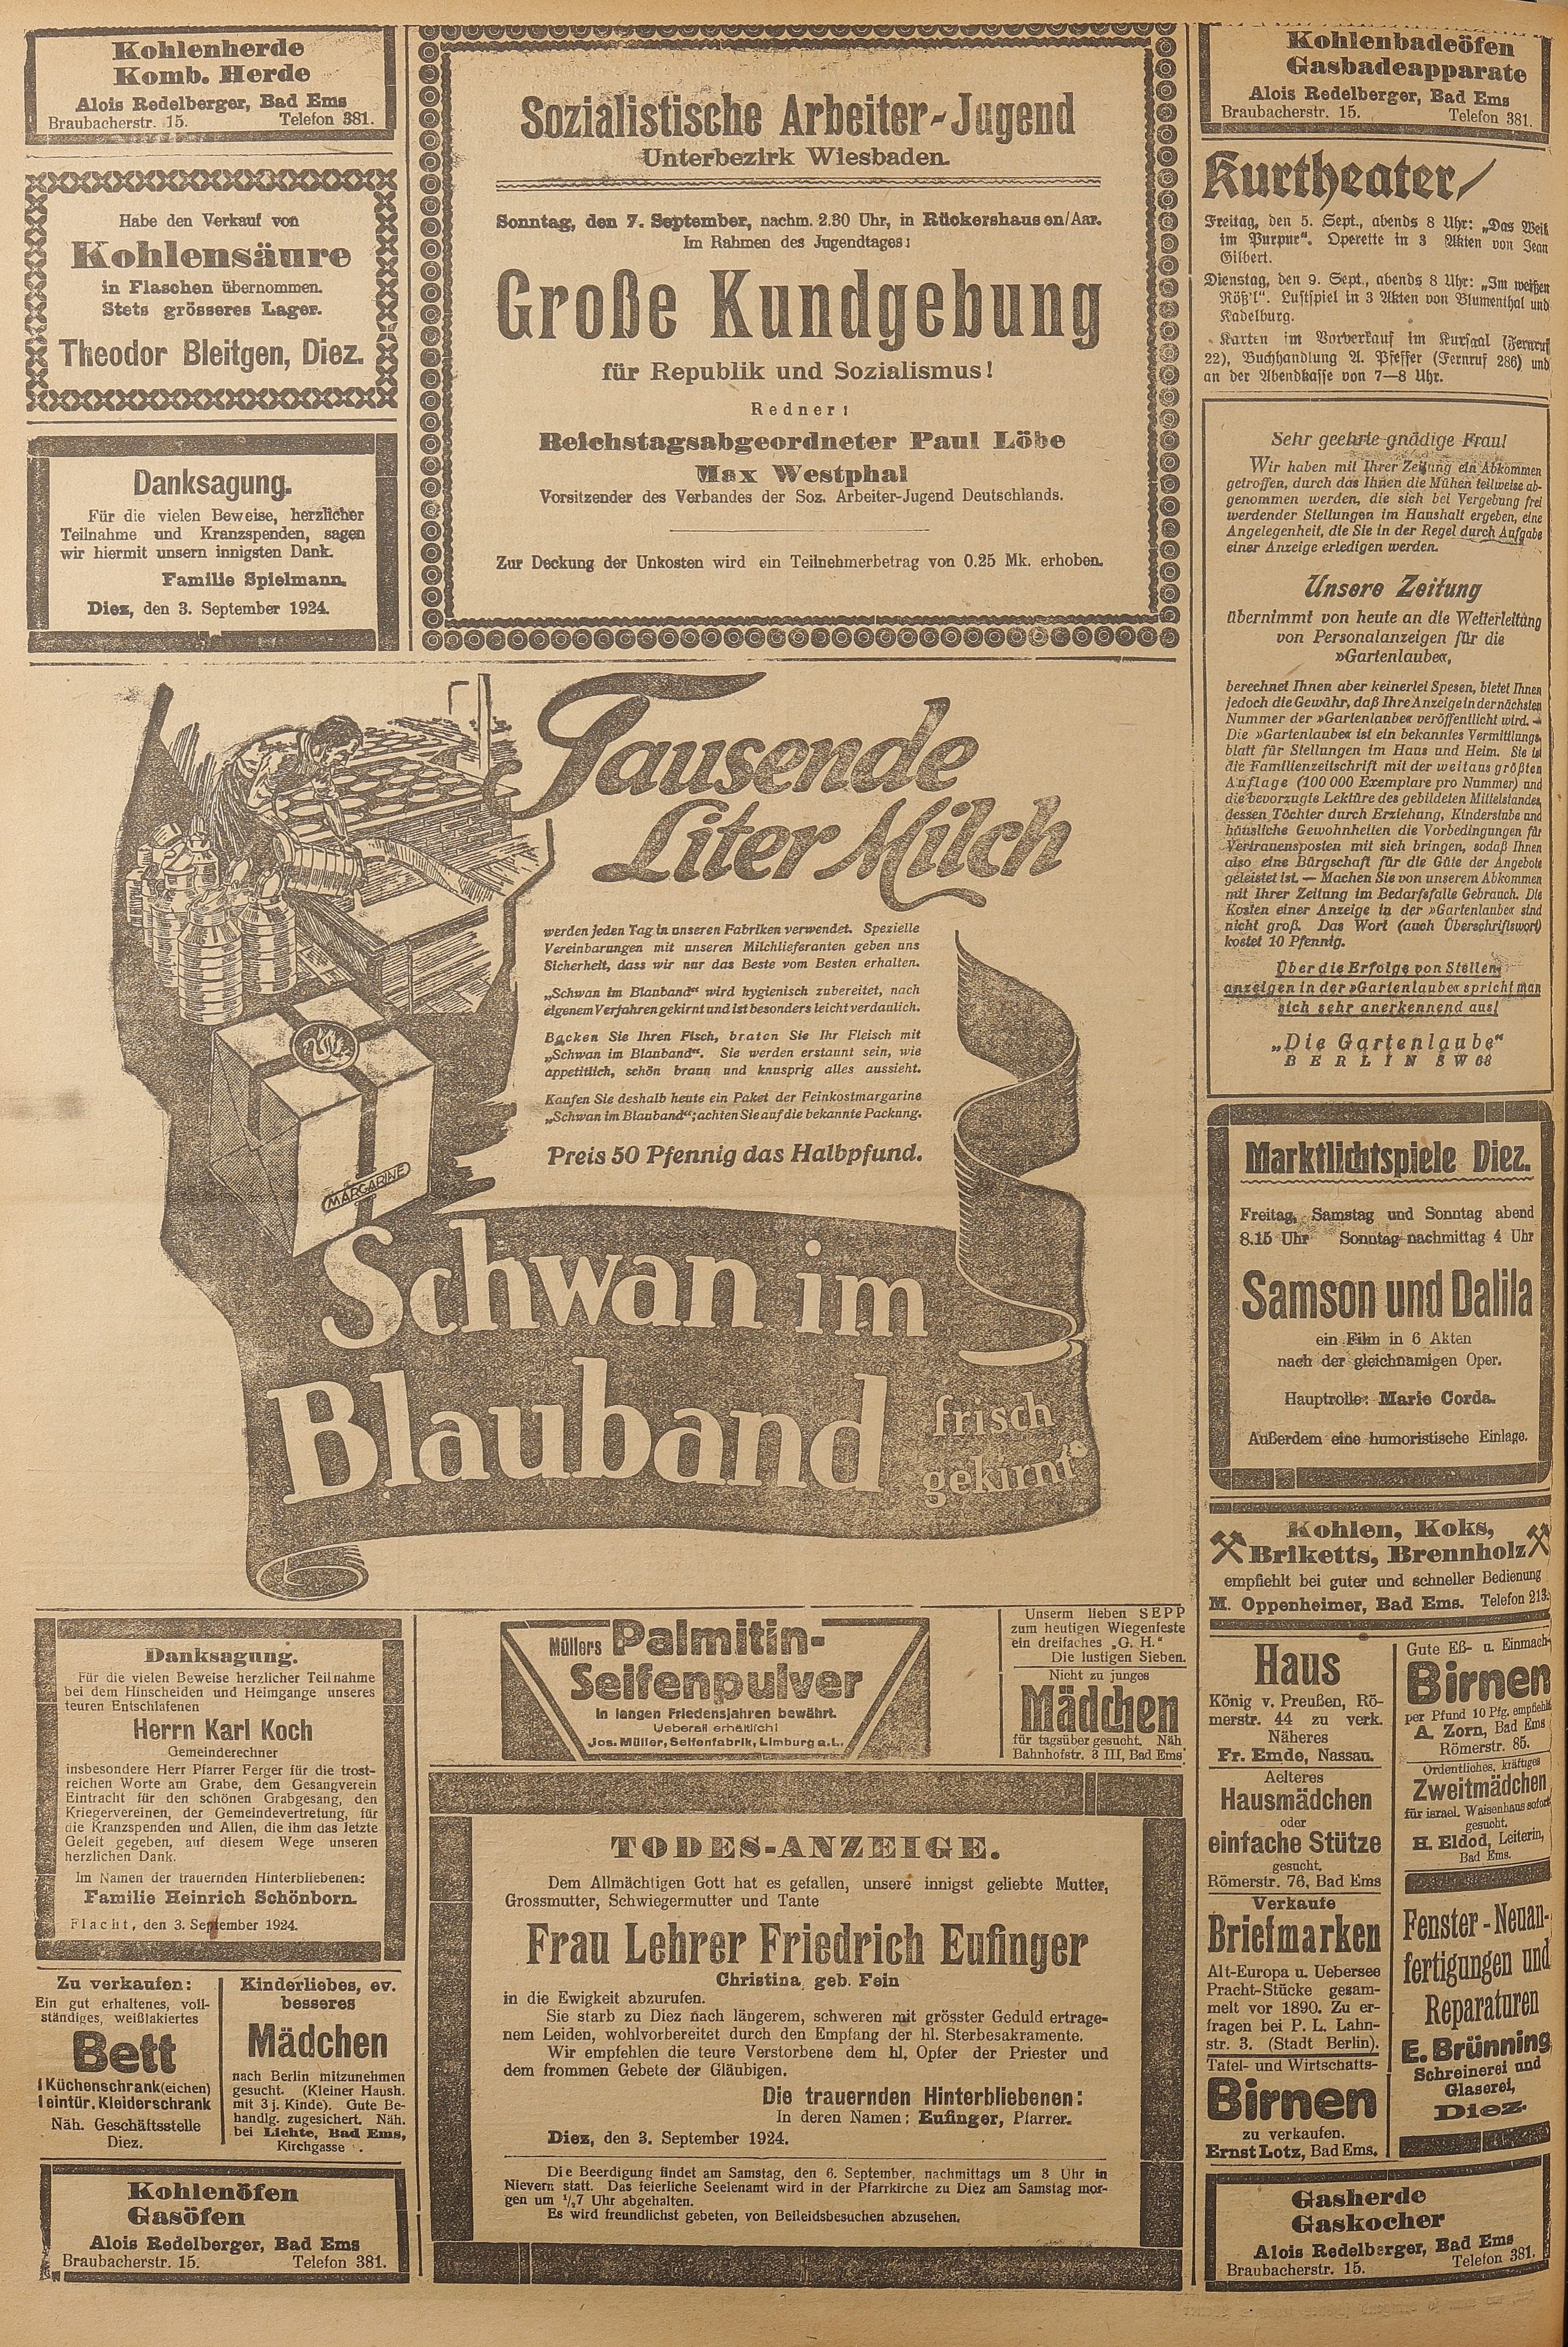 Kohlenherde
Komb. Herde
Alois Redelberger, Bad Ems
Braubacherstr. 15. Telefon 381.
Habe den Verkauf von
Kohlensäure
in Flaschen übernommen.
Stets grösseres Lager.
Theodor Bleitgen, Diez.
Danksagung.
Für die vielen Beweise, herzlicher
Teilnahme und Kranzspenden, sagen
wir hiermit unsern innigsten Dank.
Familie Spielmann.
Diez, den 3. September 1924.
Sozialistische Arbeiter-Jugend
Unterbezirk Wiesbaden.
Sonntag, den 7. September, nachm. 2.30 Uhr, in Rückershausen/Aar.
Im Rahmen des Jugendtages:
Große Kundgebung
für Republik und Sozialismus!
Redner:
Reichstagsabgeordneter Paul Löbe
Max Westphal
Vorsitzender des Verbandes der Soz. Arbeiter-Jugend Deutschlands.
Zur Deckung der Unkosten wird ein Teilnehmerbetrag von 0.25 Mk. erhoben.
Kohlenbadeöfen
Gasbadeapparate
Alois Redelberger, Bad Ems
Braubacherstr. 15. Telefon 381.
Kurtheater
Freitag, den 5. Sept., abends 8 Uhr: „Das Weib
im Purpur“. Operette in 3 Akten von Jean
Gilbert.
Dienstag, den 9. Sept., abends 8 Uhr: „Im weißen
Röß'l“. Lustspiel in 3 Akten von Blumenthal und
Kadelburg.
Karten im Vorverkauf im Kursaal (Fernruf
22), Buchhandlung A. Pfeffer (Fernruf 286) und
an der Abendkasse von 7—8 Uhr.
Sehr geehrte gnädige Frau!
Wir haben mit Ihrer Zeitung ein Abkommen
getroffen, durch das Ihnen die Mühen teilweise ab-
genommen werden, die sich bei Vergebung frei
werdender Stellungen im Haushalt ergeben, eine
Angelegenheit, die Sie in der Regel durch Aufgabe
einer Anzeige erledigen werden.
Unsere Zeitung
übernimmt von heute an die Weiterleitung
von Personalanzeigen für die
»Gartenlaube«,
berechnet Ihnen aber keinerlei Spesen, bietet Ihnen
jedoch die Gewähr, daß Ihre Anzeige in der nächsten
Nummer der »Gartenlaube« veröffentlicht wird. —
Die »Gartenlaube« ist ein bekanntes Vermittlungs-
blatt für Stellungen im Haus und Heim. Sie ist
die Familienzeitschrift mit der weitaus größten
Auflage (100 000 Exemplare pro Nummer) und
die bevorzugte Lektüre des gebildeten Mittelstandes,
dessen Töchter durch Erziehung, Kinderstube und
häusliche Gewohnheiten die Vorbedingungen für
Vertrauensposten mit sich bringen, sodaß Ihnen
also eine Bürgschaft für die Güte der Angebote
geleistet ist. — Machen Sie von unserem Abkommen
mit Ihrer Zeitung im Bedarfsfalle Gebrauch. Die
Kosten einer Anzeige in der »Gartenlaube« sind
nicht groß. Das Wort (auch Überschriftswort)
kostet 10 Pfennig.
Über die Erfolge von Stellen-
anzeigen in der »Gartenlaube« spricht man
sich sehr anerkennend aus!
„Die Gartenlaube“
BERLIN SW 68
Tausende
Liter Milch
werden jeden Tag in unseren Fabriken verwendet. Spezielle
Vereinbarungen mit unseren Milchlieferanten geben uns
Sicherheit, dass wir nur das Beste vom Besten erhalten.
„Schwan im Blauband“ wird hygienisch zubereitet, nach
eigenem Verfahren gekirnt und ist besonders leicht verdaulich.
Backen Sie Ihren Fisch, braten Sie Ihr Fleisch mit
„Schwan im Blauband“. Sie werden erstaunt sein, wie
appetitlich, schön braun und knusprig alles aussieht.
Kaufen Sie deshalb heute ein Paket der Feinkostmargarine
„Schwan im Blauband“; achten Sie auf die bekannte Packung.
Preis 50 Pfennig das Halbpfund.
MARGARINE
Schwan im
Blauband
frisch
gekirnt
Marktlichtspiele Diez.
Freitag, Samstag und Sonntag abend
8.15 Uhr Sonntag nachmittag 4 Uhr
Samson und Dalila
ein Film in 6 Akten
nach der gleichnamigen Oper.
Hauptrolle: Marie Corda.
Außerdem eine humoristische Einlage.
Kohlen, Koks,
Briketts, Brennholz
empfiehlt bei guter und schneller Bedienung
M. Oppenheimer, Bad Ems. Telefon 213.
Danksagung.
Für die vielen Beweise herzlicher Teilnahme
bei dem Hinscheiden und Heimgange unseres
teuren Entschlafenen
Herrn Karl Koch
Gemeinderechner
insbesondere Herr Pfarrer Ferger für die trost-
reichen Worte am Grabe, dem Gesangverein
Eintracht für den schönen Grabgesang, den
Kriegervereinen, der Gemeindevertretung, für
die Kranzspenden und Allen, die ihm das letzte
Geleit gegeben, auf diesem Wege unseren
herzlichen Dank.
Im Namen der trauernden Hinterbliebenen:
Familie Heinrich Schönborn.
Flacht, den 3. September 1924.
Müllers Palmitin-
Seifenpulver
In langen Friedensjahren bewährt.
Ueberall erhältlich!
Jos. Müller, Seifenfabrik, Limburg a. L.
Unserm lieben SEPP
zum heutigen Wiegenfeste
ein dreifaches „G. H.“
Die lustigen Sieben.
Nicht zu junges
Mädchen
für tagsüber gesucht. Näh.
Bahnhofstr. 3 III, Bad Ems
TODES-ANZEIGE.
Dem Allmächtigen Gott hat es gefallen, unsere innigst geliebte Mutter,
Grossmutter, Schwiegermutter und Tante
Frau Lehrer Friedrich Eufinger
Christina geb. Fein
in die Ewigkeit abzurufen.
Sie starb zu Diez nach längerem, schweren mit grösster Geduld ertrage-
nem Leiden, wohlvorbereitet durch den Empfang der hl. Sterbesakramente.
Wir empfehlen die teure Verstorbene dem hl. Opfer der Priester und
dem frommen Gebete der Gläubigen.
Die trauernden Hinterbliebenen:
In deren Namen: Eufinger, Pfarrer.
Diez, den 3. September 1924.
Die Beerdigung findet am Samstag, den 6. September, nachmittags um 3 Uhr in
Nievern statt. Das feierliche Seelenamt wird in der Pfarrkirche zu Diez am Samstag mor-
gen um ½7 Uhr abgehalten.
Es wird freundlichst gebeten, von Beileidsbesuchen abzusehen.
Zu verkaufen:
Ein gut erhaltenes, voll-
ständiges, weißlakiertes
Bett
1 Küchenschrank (eichen)
1 eintür. Kleiderschrank
Näh. Geschäftsstelle
Diez.
Kinderliebes, ev.
besseres
Mädchen
nach Berlin mitzunehmen
gesucht. (Kleiner Haush.
mit 3 j. Kinde). Gute Be-
handlg. zugesichert. Näh.
bei Lichte, Bad Ems,
Kirchgasse
Kohlenöfen
Gasöfen
Alois Redelberger, Bad Ems
Braubacherstr. 15. Telefon 381.
Haus
König v. Preußen, Rö-
merstr. 44 zu verk.
Näheres
Fr. Emde, Nassau.
Aelteres
Hausmädchen
oder
einfache Stütze
gesucht.
Römerstr. 76, Bad Ems
Verkaufe
Briefmarken
Alt-Europa u. Uebersee
Pracht-Stücke gesam-
melt vor 1890. Zu er-
fragen bei P. L. Lahn-
str. 3. (Stadt Berlin).
Tafel- und Wirtschafts-
Birnen
zu verkaufen.
Ernst Lotz, Bad Ems.
Gute Eß- u. Einmach-
Birnen
per Pfund 10 Pfg. empfiehlt
A. Zorn, Bad Ems
Römerstr. 85.
Ordentliches, kräftiges
Zweitmädchen
für israel. Waisenhaus sofort
gesucht.
H. Eldod, Leiterin,
Bad Ems.
Fenster-Neuan-
fertigungen und
Reparaturen
E. Brünning
Schreinerei und
Glaserei,
Diez.
Gasherde
Gaskocher
Alois Redelberger, Bad Ems
Braubacherstr. 15. Telefon 381.